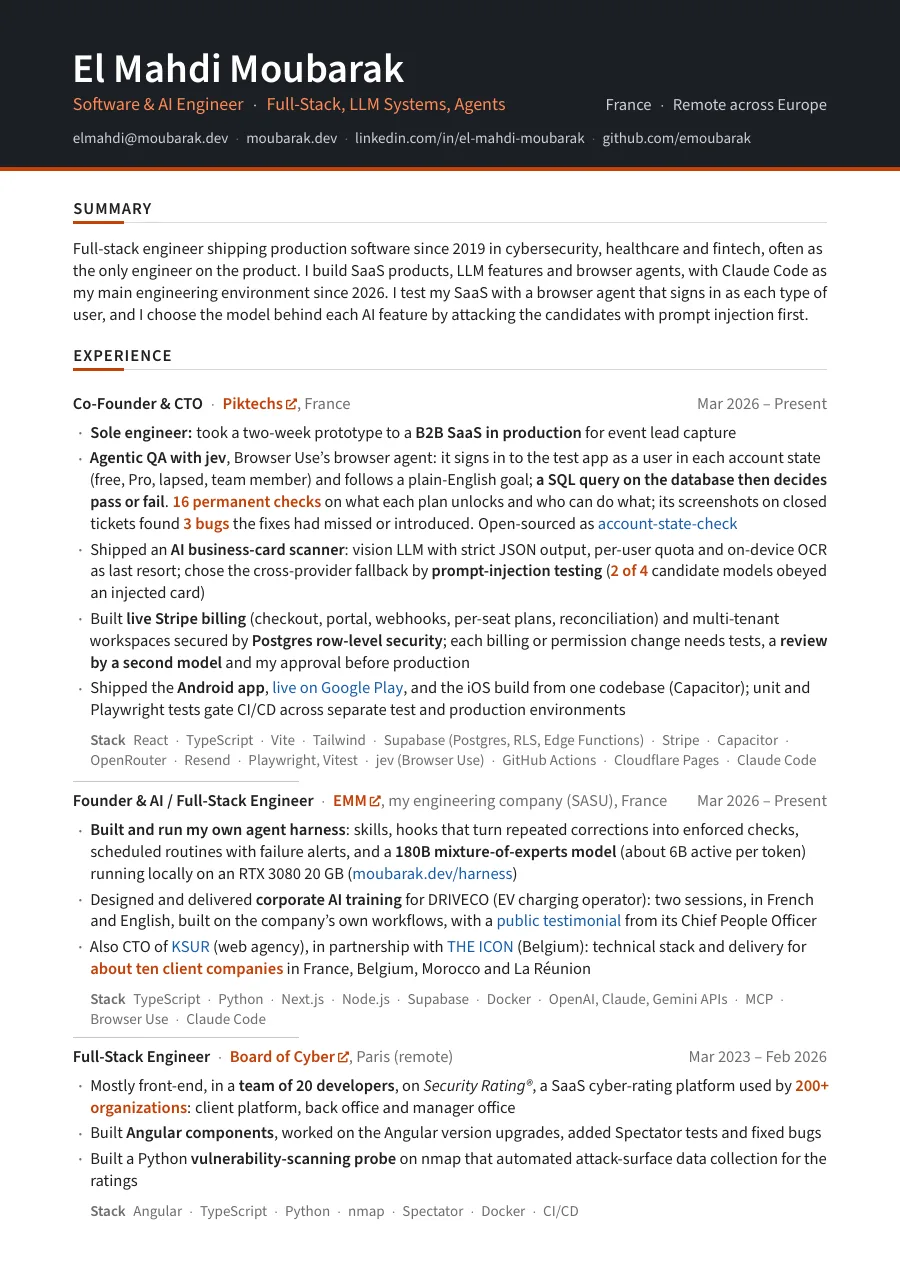 El Mahdi Moubarak
Software & AI Engineer · Full-Stack, LLM Systems, Agents
France · Remote across Europe
elmahdi@moubarak.dev · moubarak.dev · linkedin.com/in/el-mahdi-moubarak · github.com/emoubarak
SUMMARY
Full-stack engineer shipping production software since 2019 in cybersecurity, healthcare and fintech, often as
the only engineer on the product. I build SaaS products, LLM features and browser agents, with Claude Code as
my main engineering environment since 2026. I test my SaaS with a browser agent that signs in as each type of
user, and I choose the model behind each AI feature by attacking the candidates with prompt injection first.
EXPERIENCE
Co-Founder & CTO · Piktechs, France
Mar 2026 – Present
· Sole engineer: took a two-week prototype to a B2B SaaS in production for event lead capture
· Agentic QA with jev, Browser Use’s browser agent: it signs in to the test app as a user in each account state
(free, Pro, lapsed, team member) and follows a plain-English goal; a SQL query on the database then decides
pass or fail. 16 permanent checks on what each plan unlocks and who can do what; its screenshots on closed
tickets found 3 bugs the fixes had missed or introduced. Open-sourced as account-state-check
· Shipped an AI business-card scanner: vision LLM with strict JSON output, per-user quota and on-device OCR
as last resort; chose the cross-provider fallback by prompt-injection testing (2 of 4 candidate models obeyed
an injected card)
· Built live Stripe billing (checkout, portal, webhooks, per-seat plans, reconciliation) and multi-tenant
workspaces secured by Postgres row-level security; each billing or permission change needs tests, a review
by a second model and my approval before production
· Shipped the Android app, live on Google Play, and the iOS build from one codebase (Capacitor); unit and
Playwright tests gate CI/CD across separate test and production environments
Stack React · TypeScript · Vite · Tailwind · Supabase (Postgres, RLS, Edge Functions) · Stripe · Capacitor ·
OpenRouter · Resend · Playwright, Vitest · jev (Browser Use) · GitHub Actions · Cloudflare Pages · Claude Code
Founder & AI / Full-Stack Engineer · EMM, my engineering company (SASU), France
Mar 2026 – Present
· Built and run my own agent harness: skills, hooks that turn repeated corrections into enforced checks,
scheduled routines with failure alerts, and a 180B mixture-of-experts model (about 6B active per token)
running locally on an RTX 3080 20 GB (moubarak.dev/harness)
· Designed and delivered corporate AI training for DRIVECO (EV charging operator): two sessions, in French
and English, built on the company’s own workflows, with a public testimonial from its Chief People Officer
· Also CTO of KSUR (web agency), in partnership with THE ICON (Belgium): technical stack and delivery for
about ten client companies in France, Belgium, Morocco and La Réunion
Stack TypeScript · Python · Next.js · Node.js · Supabase · Docker · OpenAI, Claude, Gemini APIs · MCP ·
Browser Use · Claude Code
Full-Stack Engineer · Board of Cyber, Paris (remote)
Mar 2023 – Feb 2026
· Mostly front-end, in a team of 20 developers, on Security Rating®, a SaaS cyber-rating platform used by 200+
organizations: client platform, back office and manager office
· Built Angular components, worked on the Angular version upgrades, added Spectator tests and fixed bugs
· Built a Python vulnerability-scanning probe on nmap that automated attack-surface data collection for the
ratings
Stack Angular · TypeScript · Python · nmap · Spectator · Docker · CI/CD